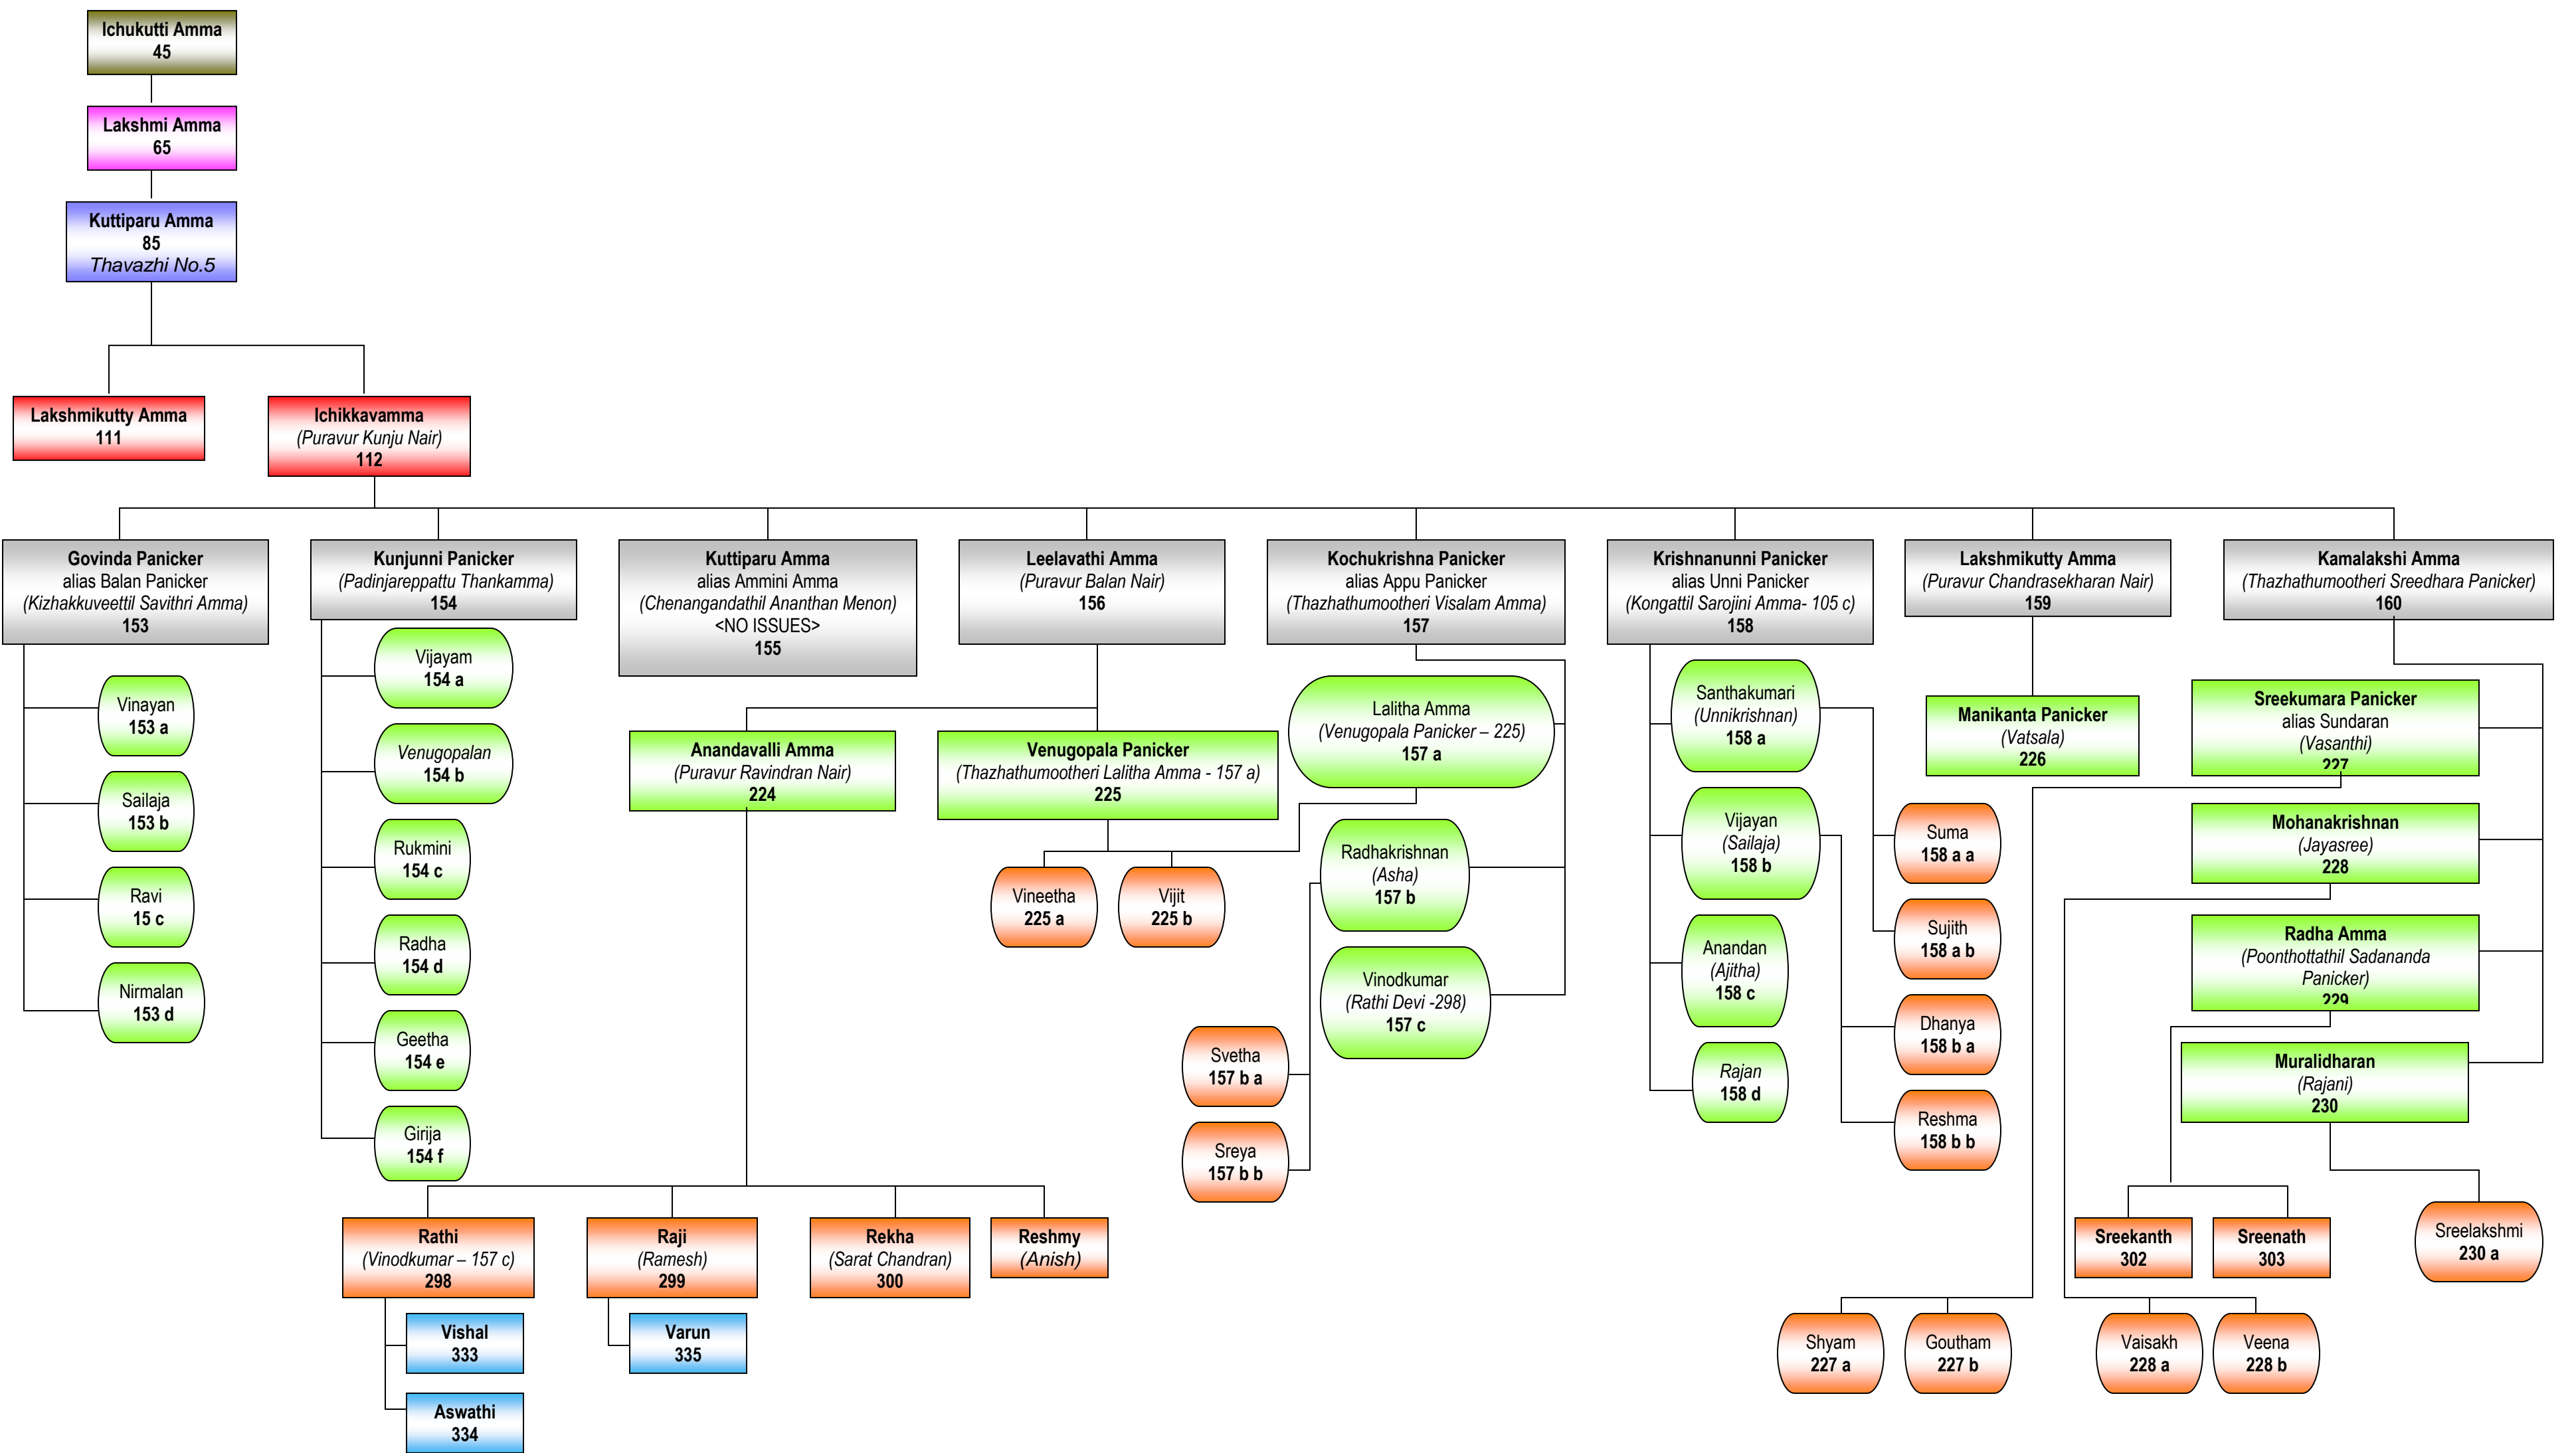 Ichukutti Amma
45
Lakshmi Amma
65
Kuttiparu Amma
85
Thavazhi No.5
Lakshmikutty Amma
111
Ichikkavamma
(Puravur Kunju Nair)
112
Govinda Panicker
alias Balan Panicker
(Kizhakkuveettil Savithri Amma)
153
Kunjunni Panicker
(Padinjareppattu Thankamma)
154
Kuttiparu Amma
alias Ammini Amma
(Chenangandathil Ananthan Menon)
<NO ISSUES>
155
Leelavathi Amma
(Puravur Balan Nair)
156
Kochukrishna Panicker
alias Appu Panicker
(Thazhathumootheri Visalam Amma)
157
Krishnanunni Panicker
alias Unni Panicker
(Kongattil Sarojini Amma- 105 c)
158
Lakshmikutty Amma
(Puravur Chandrasekharan Nair)
159
Kamalakshi Amma
(Thazhathumootheri Sreedhara Panicker)
160
Vinayan
153 a
Sailaja
153 b
Ravi
15 c
Nirmalan
153 d
Vijayam
154 a
Venugopalan
154 b
Rukmini
154 c
Radha
154 d
Geetha
154 e
Girija
154 f
Anandavalli Amma
(Puravur Ravindran Nair)
224
Venugopala Panicker
(Thazhathumootheri Lalitha Amma - 157 a)
225
Vineetha
225 a
Vijit
225 b
Lalitha Amma
(Venugopala Panicker – 225)
157 a
Radhakrishnan
(Asha)
157 b
Vinodkumar
(Rathi Devi -298)
157 c
Svetha
157 b a
Sreya
157 b b
Santhakumari
(Unnikrishnan)
158 a
Vijayan
(Sailaja)
158 b
Anandan
(Ajitha)
158 c
Rajan
158 d
Suma
158 a a
Sujith
158 a b
Dhanya
158 b a
Reshma
158 b b
Manikanta Panicker
(Vatsala)
226
Sreekumara Panicker
alias Sundaran
(Vasanthi)
227
Mohanakrishnan
(Jayasree)
228
Radha Amma
(Poonthottathil Sadananda
Panicker)
229
Muralidharan
(Rajani)
230
Rathi
(Vinodkumar – 157 c)
298
Raji
(Ramesh)
299
Rekha
(Sarat Chandran)
300
Reshmy
(Anish)
Sreekanth
302
Sreenath
303
Sreelakshmi
230 a
Vishal
333
Aswathi
334
Varun
335
Shyam
227 a
Goutham
227 b
Vaisakh
228 a
Veena
228 b